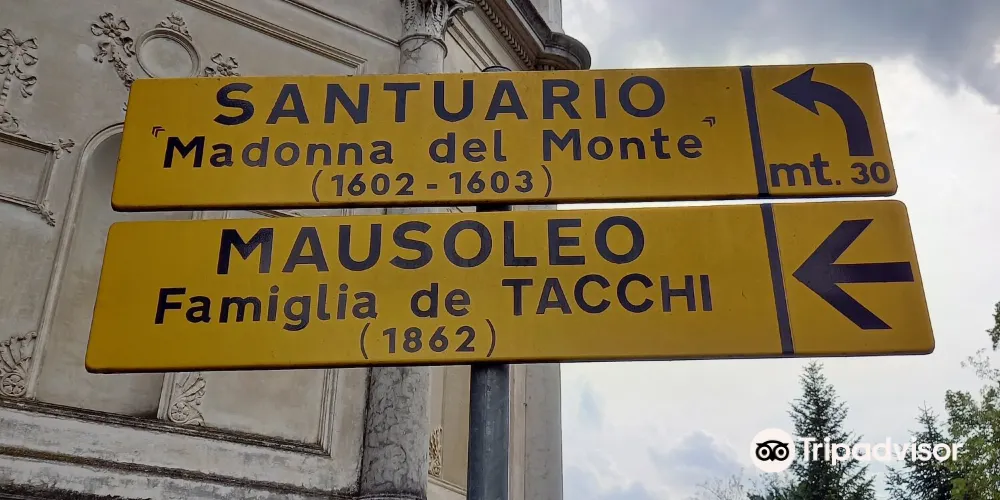 SANTUARIO
"Madonna del Monte"
(1602 - 1603)
mt. 30
MAUSOLEO
Famiglia de TACCHI
(1862)
Tripadvisor